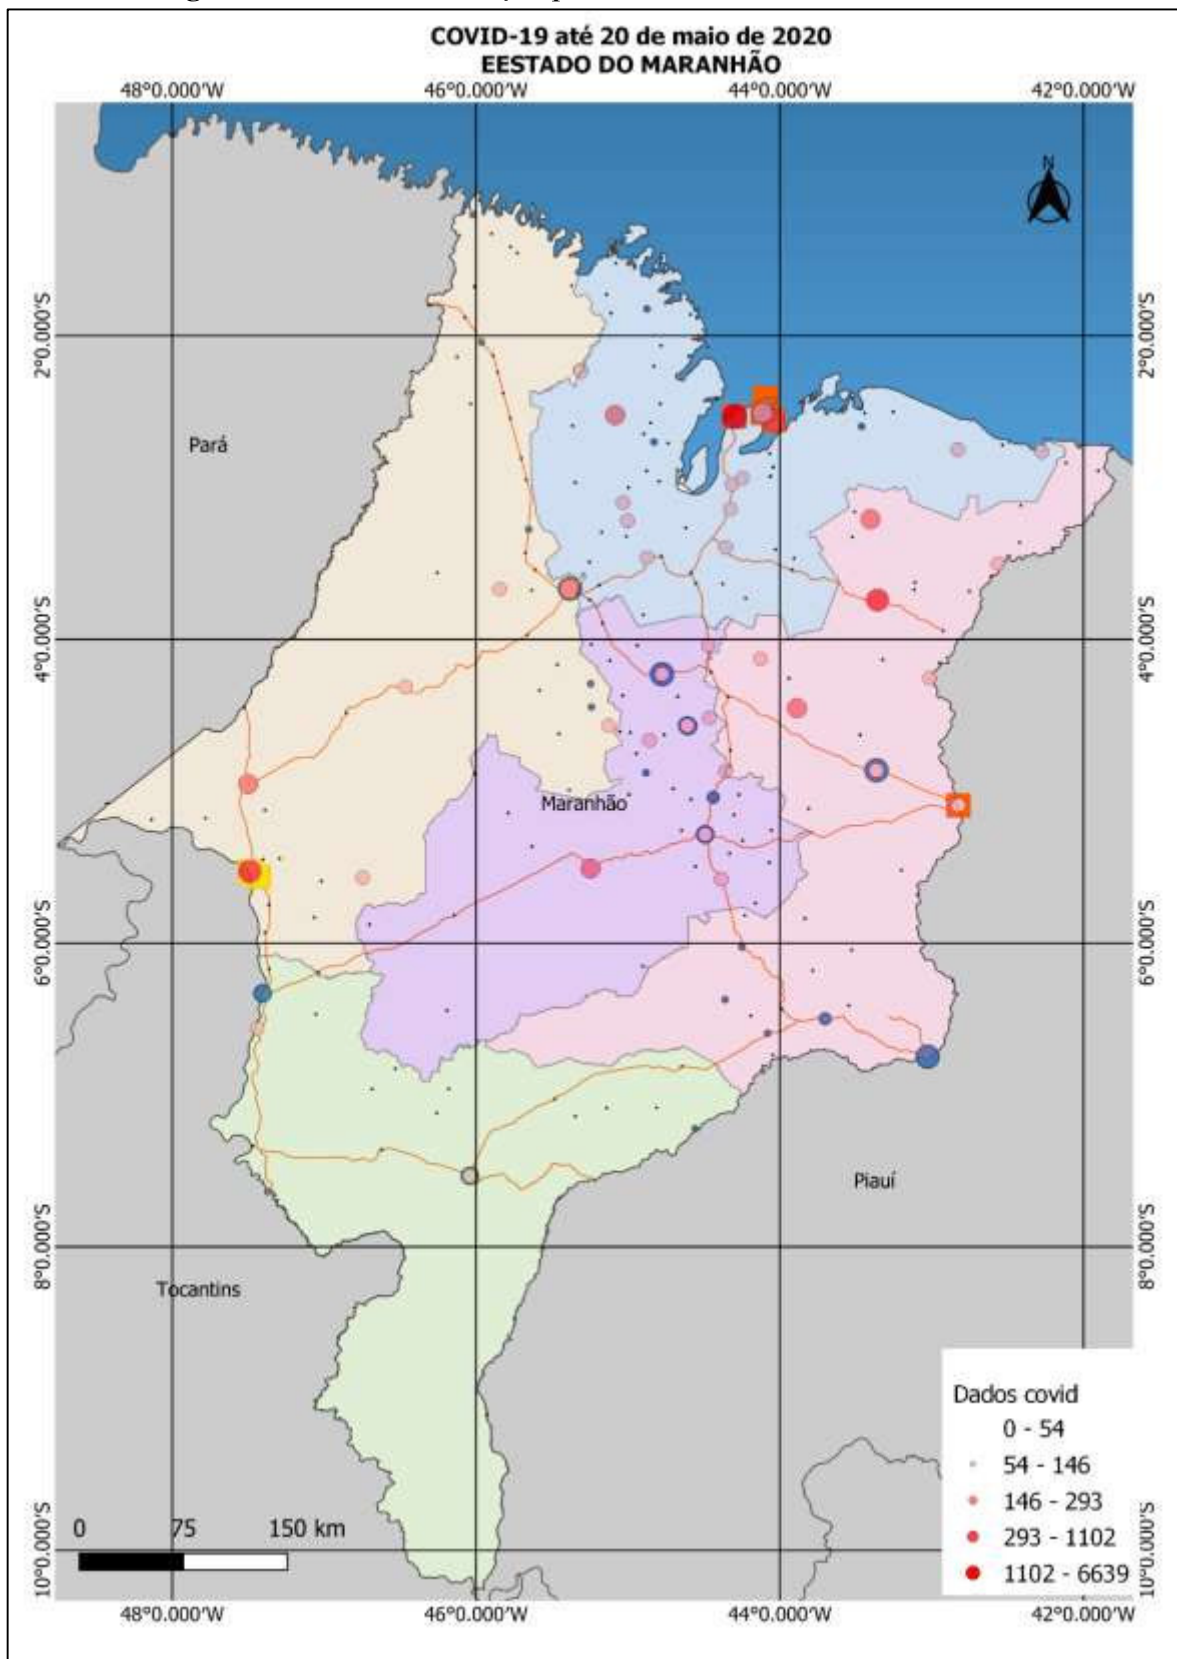 COVID-19 até 20 de maio de 2020
EESTADO DO MARANHÃO
48°0.000'W 46°0.000'W 44°0.000'W 42°0.000'W
N
2°0.000'S 2°0.000'S
Pará
4°0.000'S 4°0.000'S
Maranhão
6°0.000'S 6°0.000'S
Piauí
8°0.000'S 8°0.000'S
Tocantins
Dados covid
0 - 54
54 - 146
146 - 293
293 - 1102
1102 - 6639
0 75 150 km
10°0.000'S 10°0.000'S
48°0.000'W 46°0.000'W 44°0.000'W 42°0.000'W